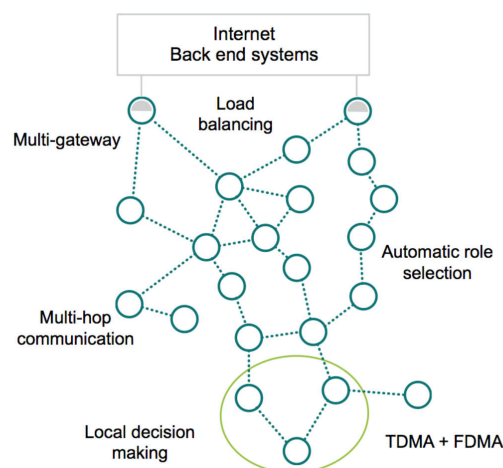 Internet
Back end systems
Load
balancing
Multi-gateway
Automatic role
selection
Multi-hop
communication
Local decision
making
TDMA + FDMA